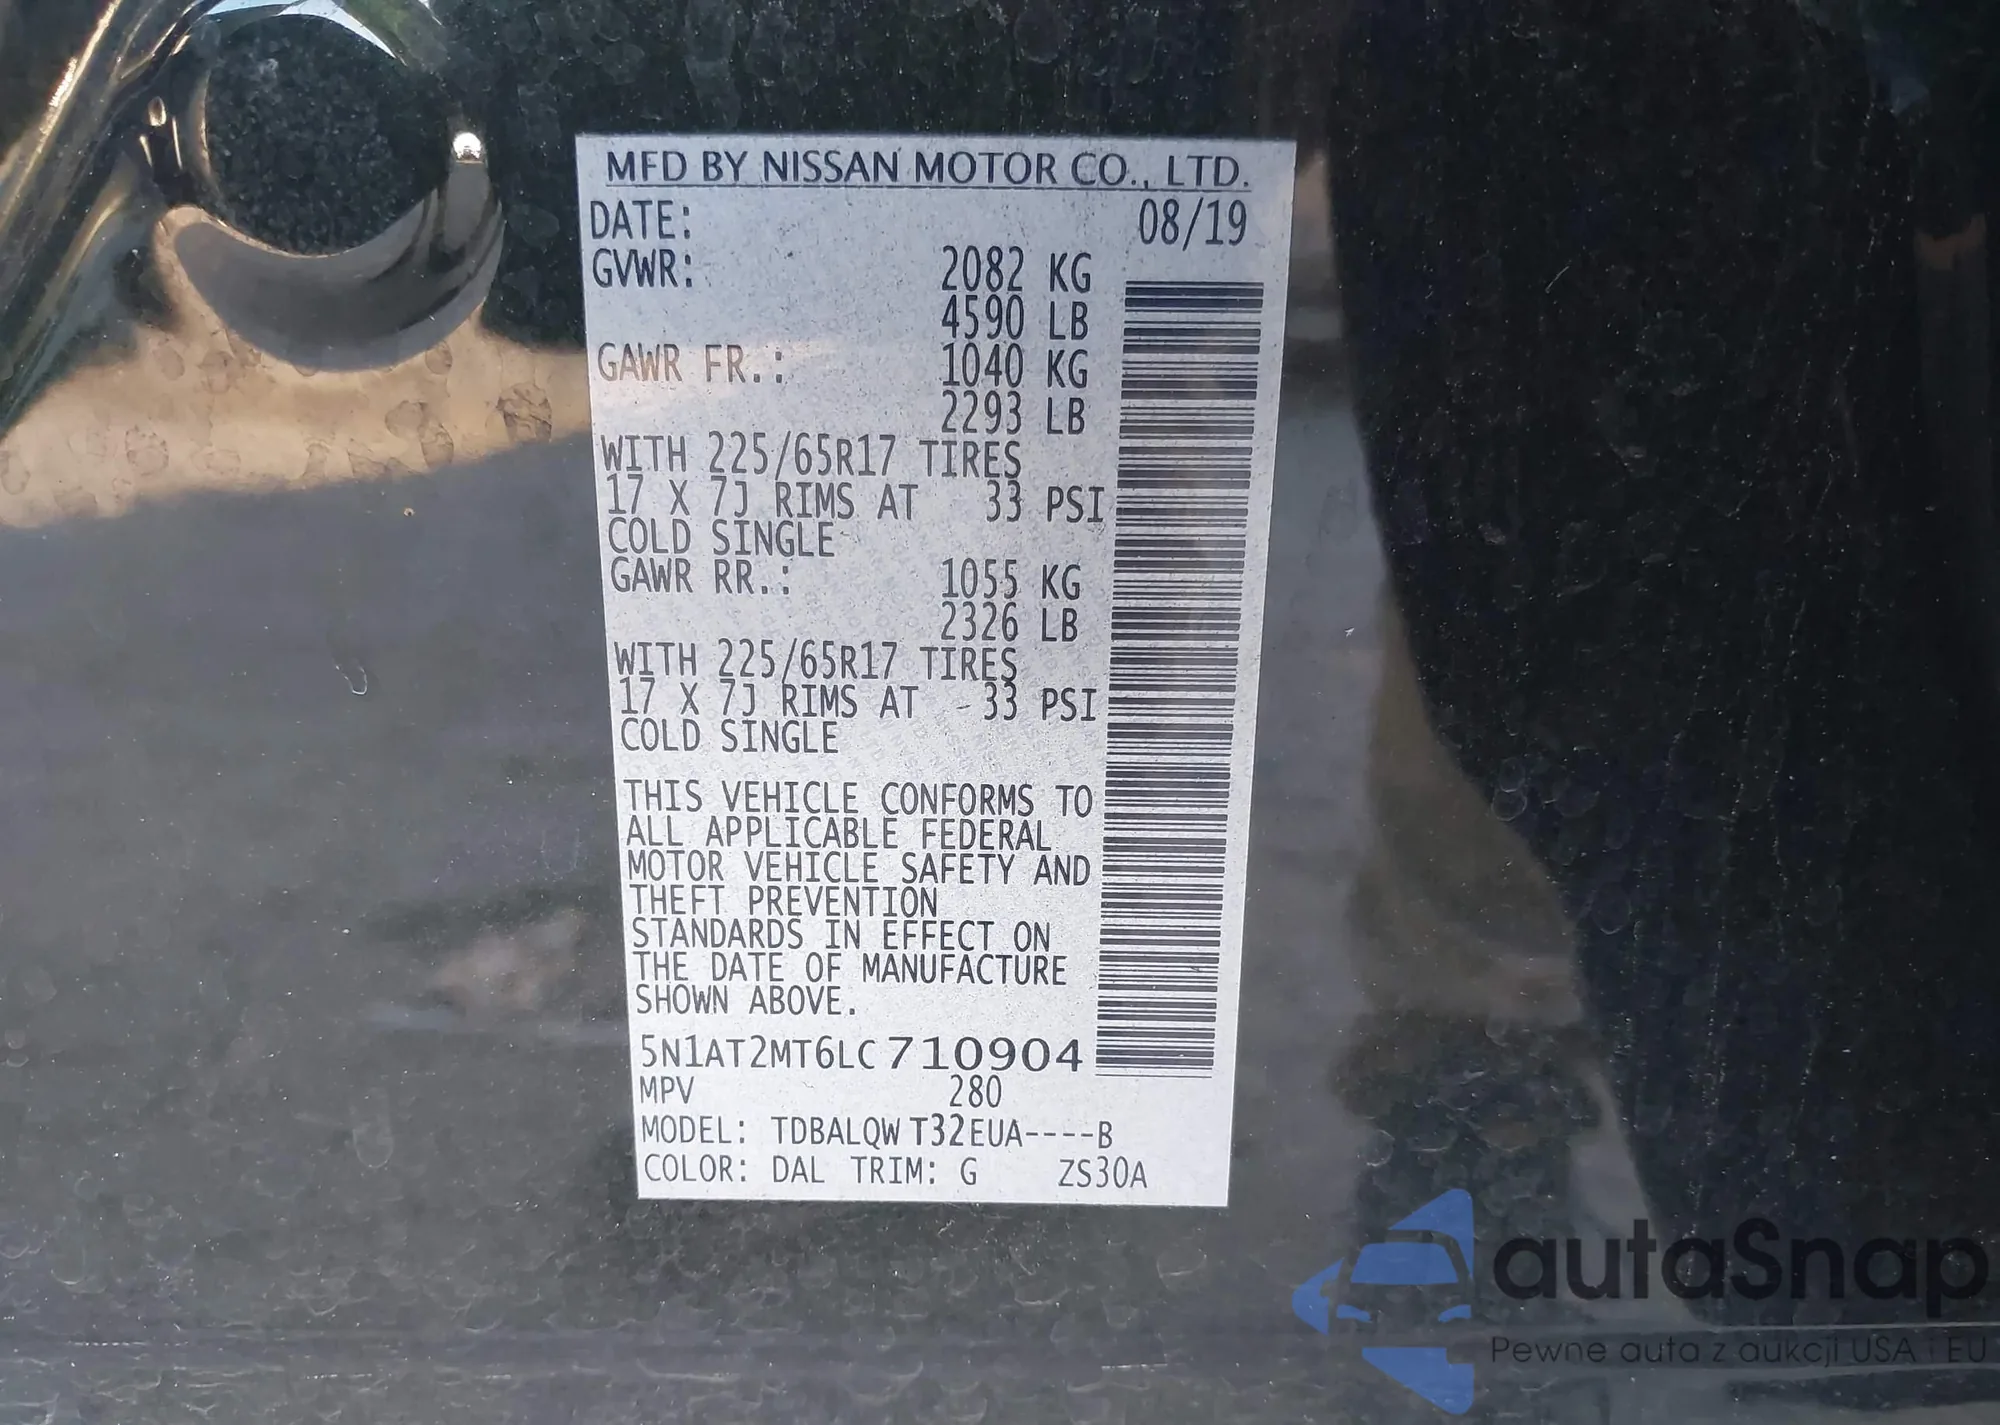 MFD BY NISSAN MOTOR CO., LTD.
DATE: 08/19
GVWR: 2082 KG
4590 LB
GAWR FR.: 1040 KG
2293 LB
WITH 225/65R17 TIRES
17 X 7J RIMS AT 33 PSI
COLD SINGLE
GAWR RR.: 1055 KG
2326 LB
WITH 225/65R17 TIRES
17 X 7J RIMS AT 33 PSI
COLD SINGLE
THIS VEHICLE CONFORMS TO
ALL APPLICABLE FEDERAL
MOTOR VEHICLE SAFETY AND
THEFT PREVENTION
STANDARDS IN EFFECT ON
THE DATE OF MANUFACTURE
SHOWN ABOVE.
5N1AT2MT6LC710904
MPV 280
MODEL: TDBALQW T32EUA----B
COLOR: DAL TRIM: G ZS30A
autaSnap
Pewne auta z aukcji USA i EU